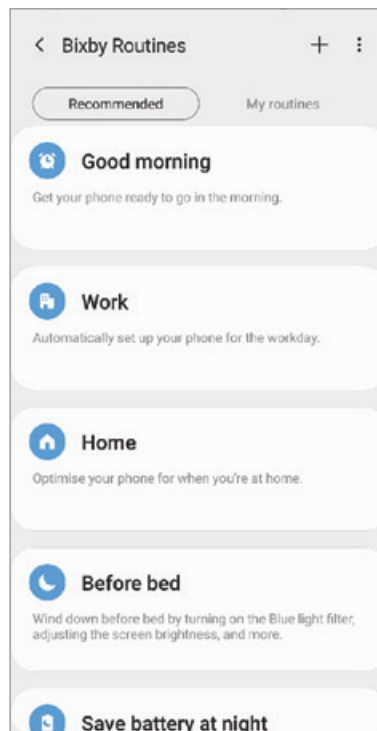 Bixby Routines
Recommended
My routines
Good morning
Get your phone ready to go in the morning.
Work
Automatically set up your phone for the workday.
Home
Optimise your phone for when you're at home.
Before bed
Wind down before bed by turning on the Blue light filter,
adjusting the screen brightness, and more.
Save battery at night